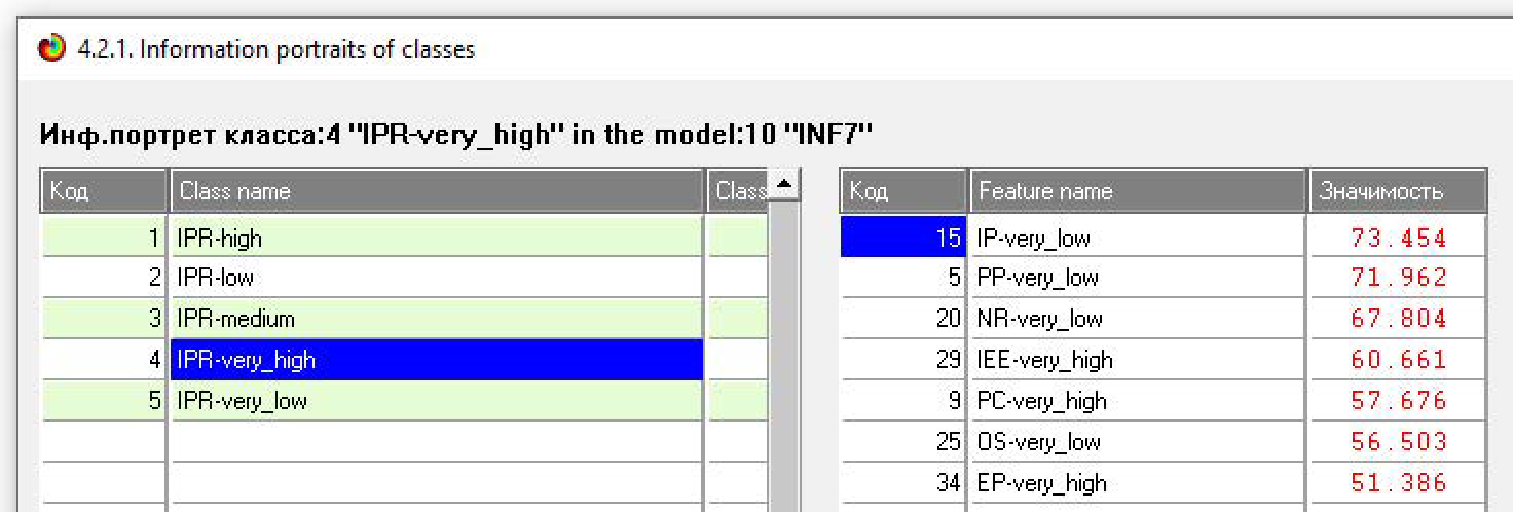 4.2.1. Information portraits of classes
Инф.портрет класса:4 "IPR-very_high" in the model:10 "INF7"
Код Class name Class
1 IPR-high
2 IPR-low
3 IPR-medium
4 IPR-very_high
5 IPR-very_low
Код Feature name Значимость
15 IP-very_low 73.454
5 PP-very_low 71.962
20 NR-very_low 67.804
29 IEE-very_high 60.661
9 PC-very_high 57.676
25 OS-very_low 56.503
34 EP-very_high 51.386